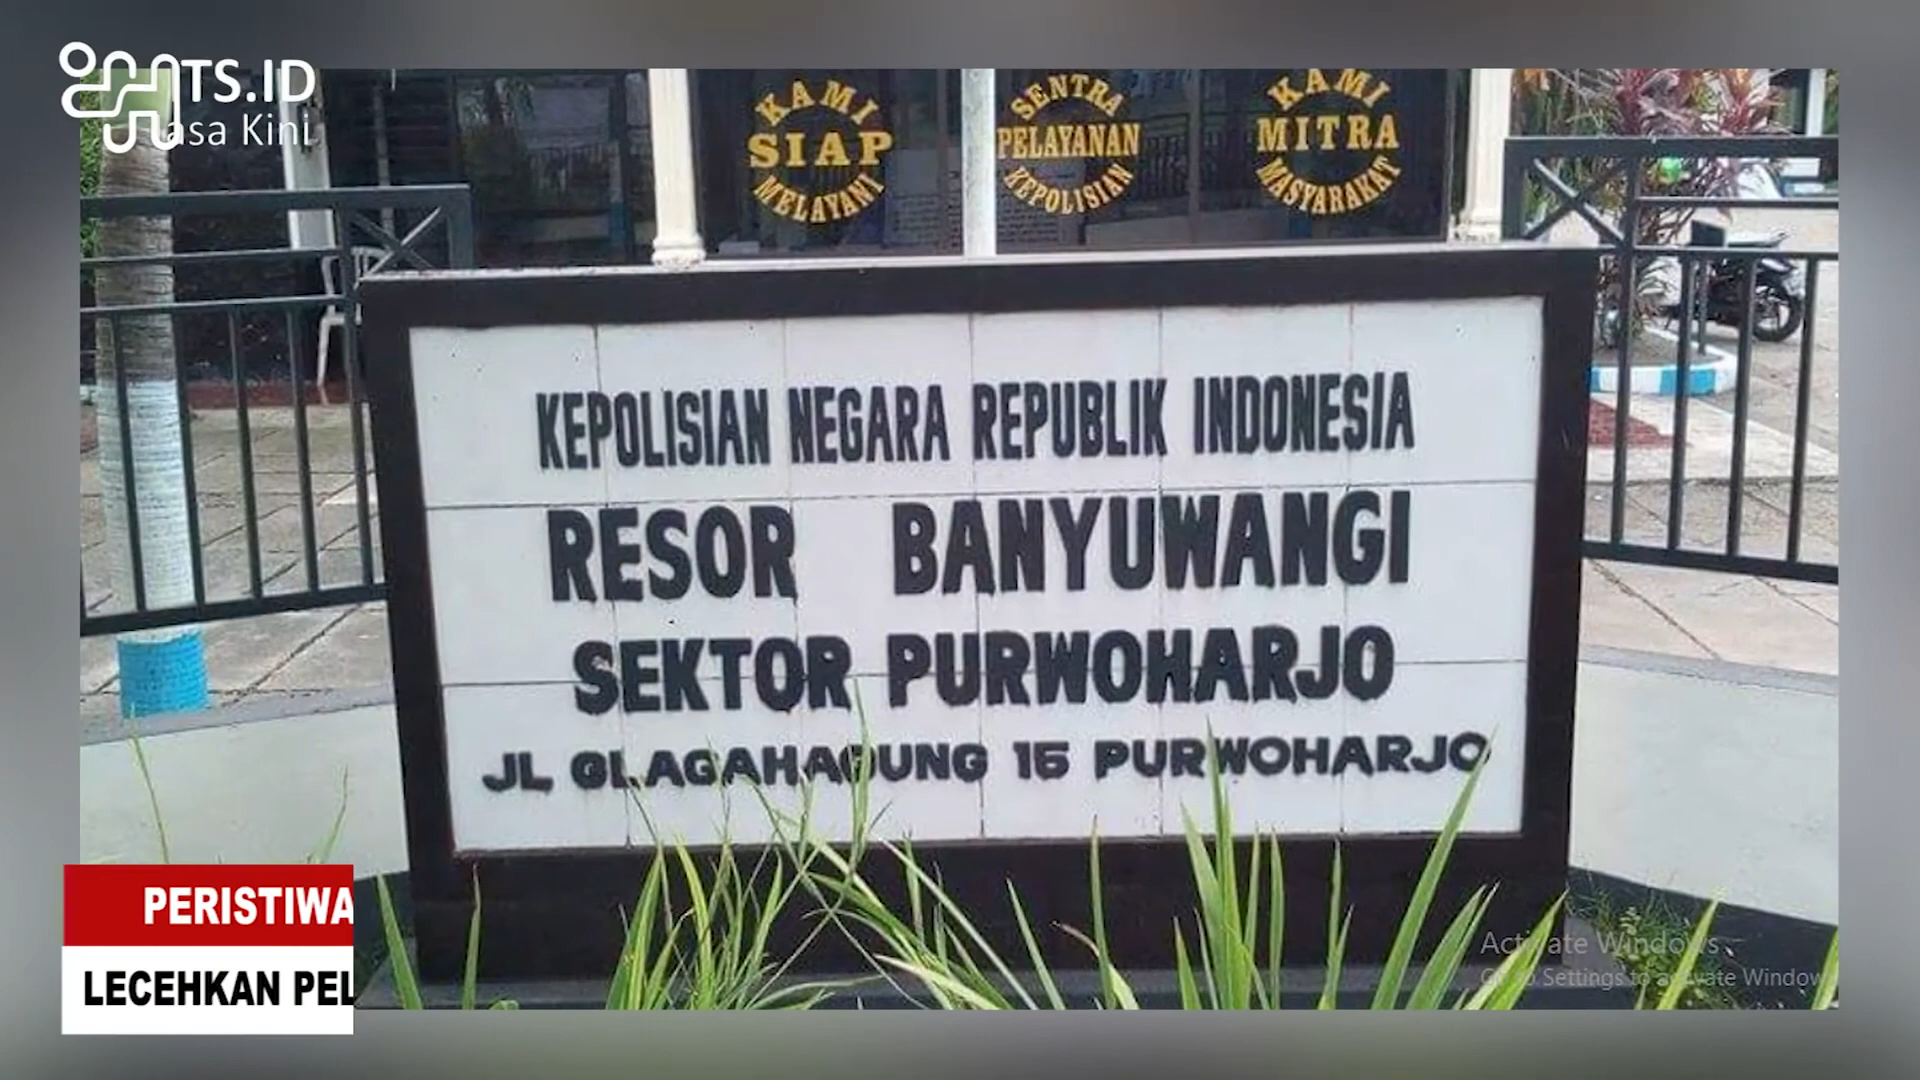 TS.ID
asa Kini
KAMI
SIAP
MELAYANI
SENTRA
PELAYANAN
KEPOLISIAN
KAMI
MITRA
MASYARAKAT
KEPOLISIAN NEGARA REPUBLIK INDONESIA
RESOR BANYUWANGI
SEKTOR PURWOHARJO
JL GLAGAHAGUNG 15 PURWOHARJO
PERISTIWA
LECEHKAN PEL
Activate Windows
Go to Settings to activate Window